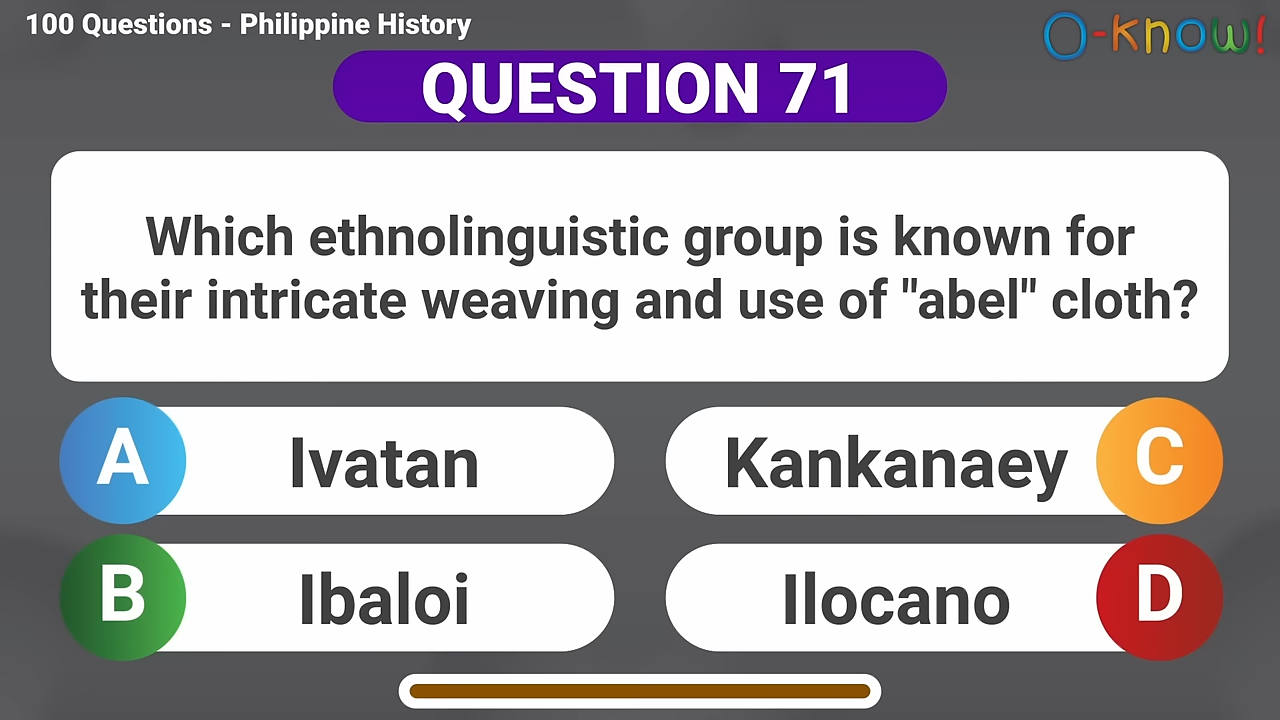 100 Questions - Philippine History
O-know!
QUESTION 71
Which ethnolinguistic group is known for
their intricate weaving and use of "abel" cloth?
A Ivatan
Kankanaey C
B Ibaloi
Ilocano D